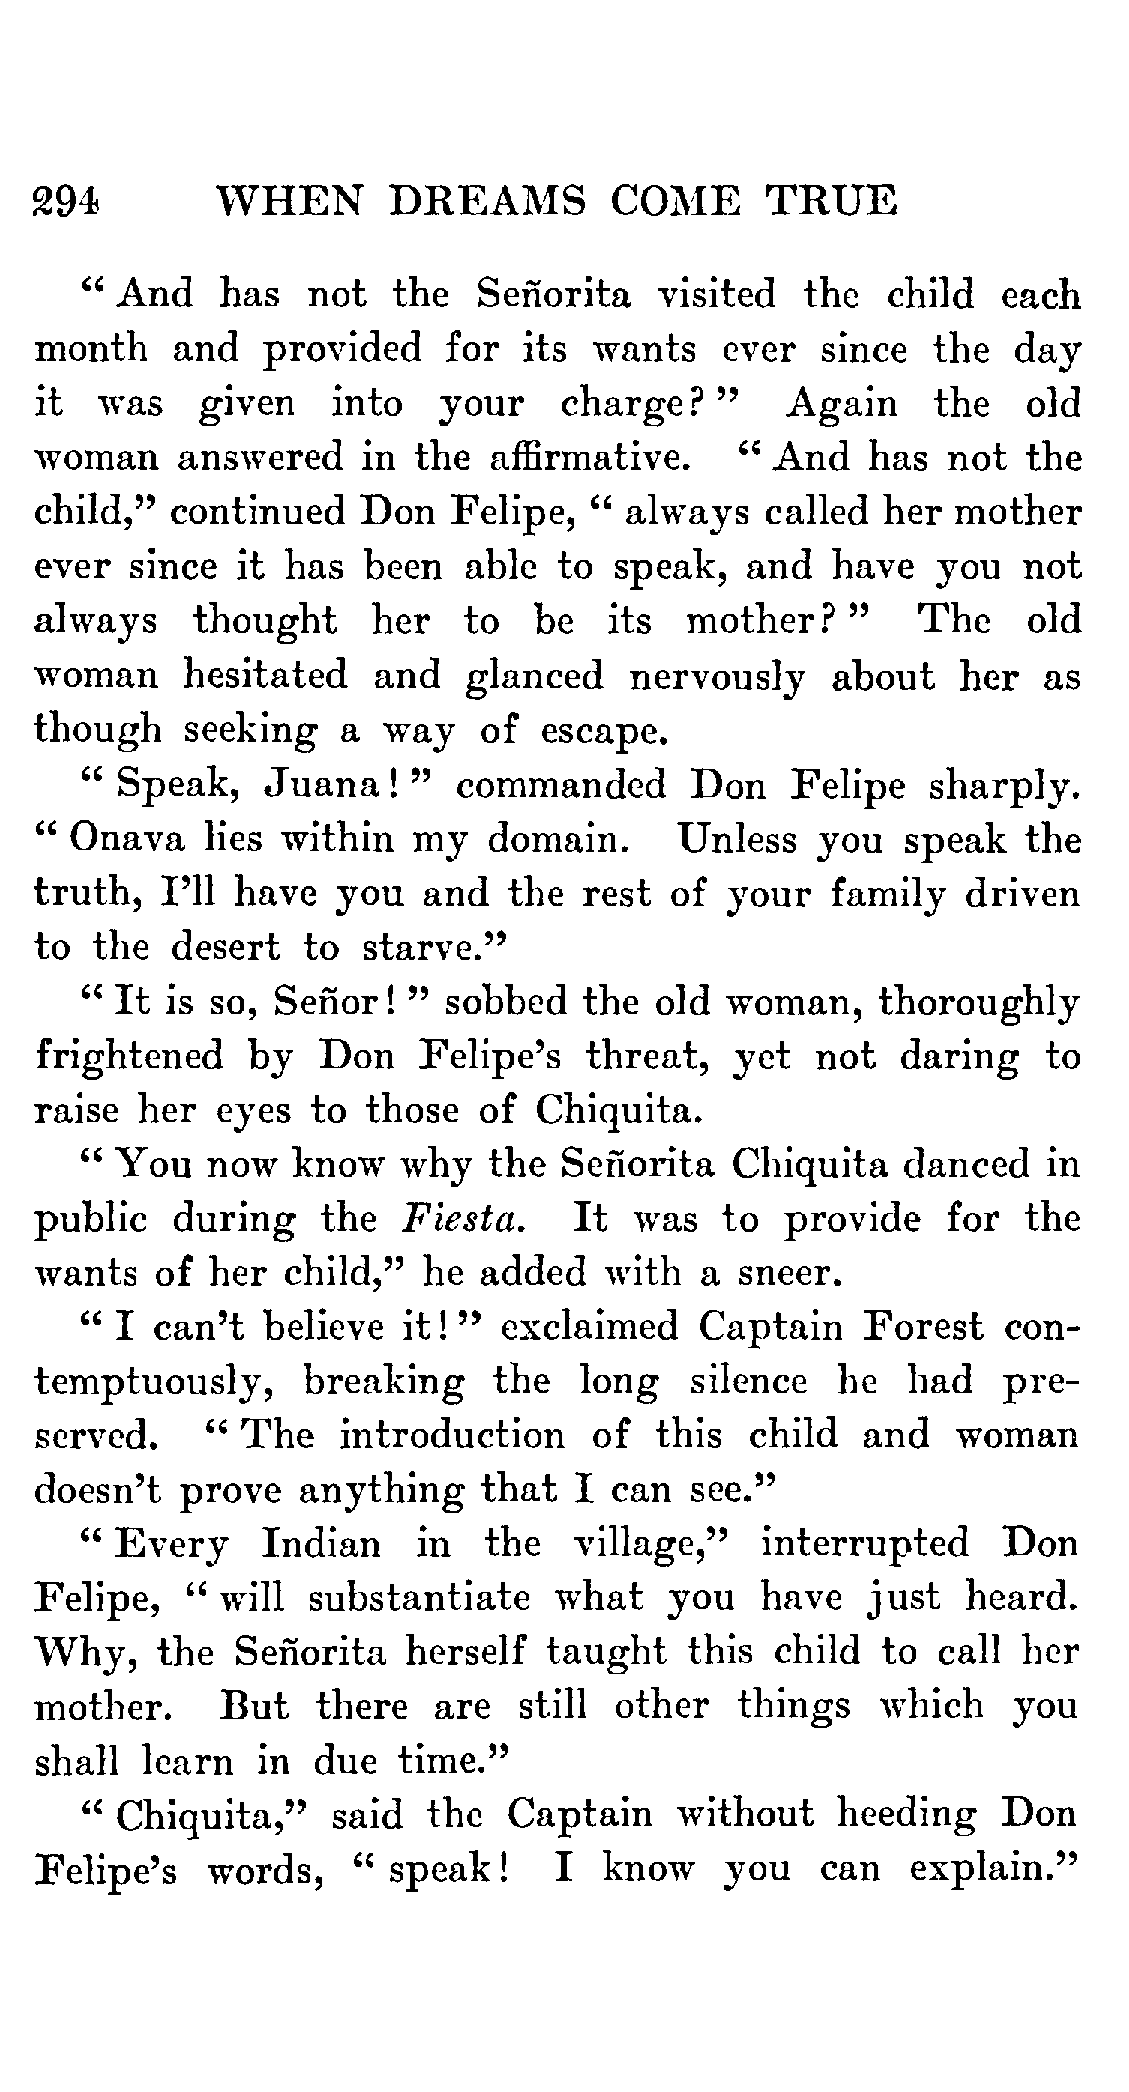 294 WHEN DREAMS COME TRUE
“ And has not the Señorita visited the child each
month and provided for its wants ever since the day
it was given into your charge? ” Again the old
woman answered in the affirmative. “ And has not the
child,” continued Don Felipe, “ always called her mother
ever since it has been able to speak, and have you not
always thought her to be its mother? ” The old
woman hesitated and glanced nervously about her as
though seeking a way of escape.
“ Speak, Juana! ” commanded Don Felipe sharply.
“ Onava lies within my domain. Unless you speak the
truth, I’ll have you and the rest of your family driven
to the desert to starve.”
“ It is so, Señor! ” sobbed the old woman, thoroughly
frightened by Don Felipe’s threat, yet not daring to
raise her eyes to those of Chiquita.
“ You now know why the Señorita Chiquita danced in
public during the Fiesta. It was to provide for the
wants of her child,” he added with a sneer.
“ I can’t believe it! ” exclaimed Captain Forest con-
temptuously, breaking the long silence he had pre-
served. “ The introduction of this child and woman
doesn’t prove anything that I can see.”
“ Every Indian in the village,” interrupted Don
Felipe, “ will substantiate what you have just heard.
Why, the Señorita herself taught this child to call her
mother. But there are still other things which you
shall learn in due time.”
“ Chiquita,” said the Captain without heeding Don
Felipe’s words, “ speak! I know you can explain.”